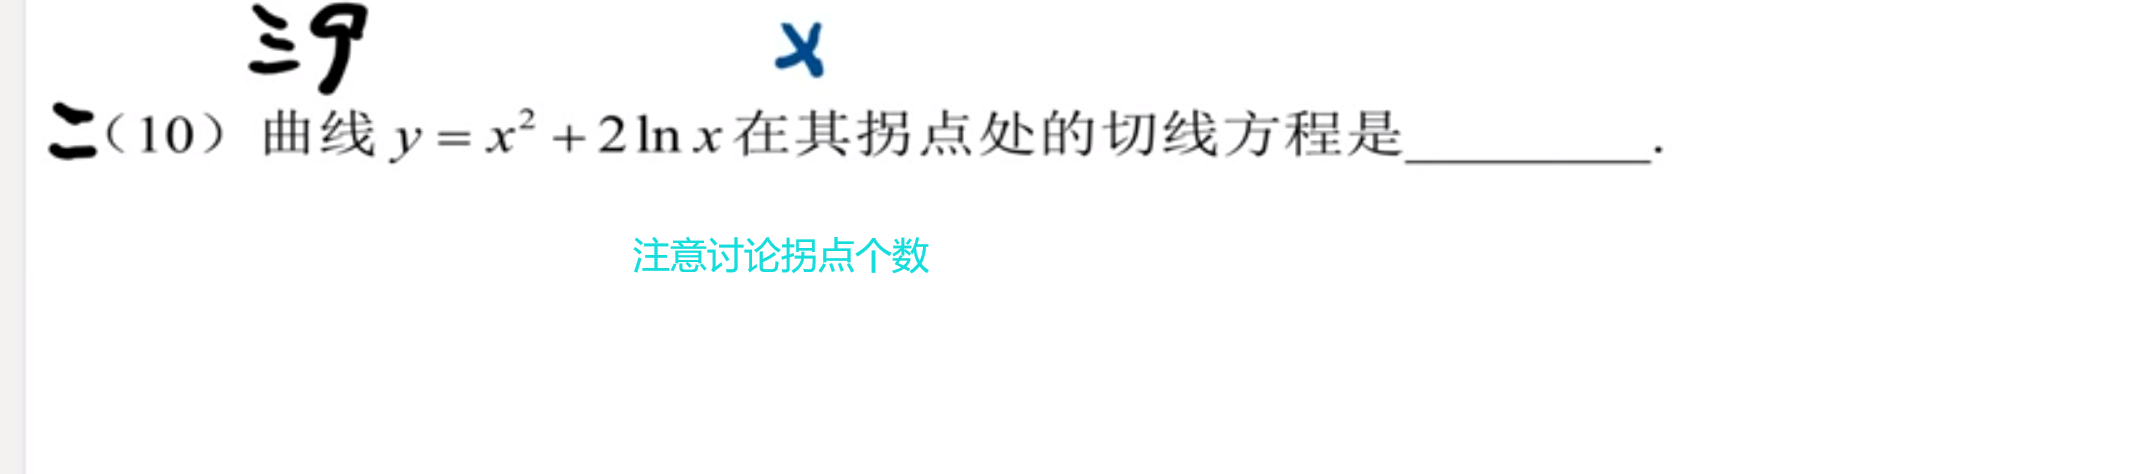 三9 x
二（10）曲线 y = x² + 2 ln x 在其拐点处的切线方程是________.
注意讨论拐点个数